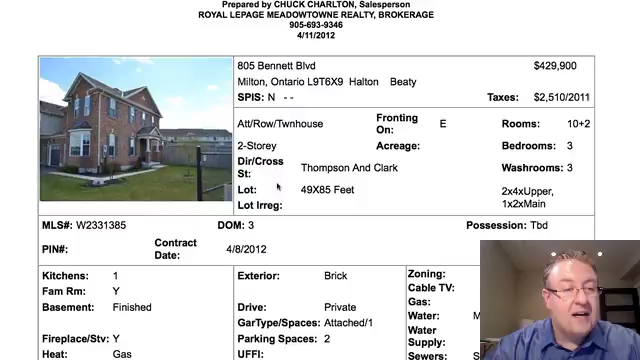 Prepared by CHUCK CHARLTON, Salesperson
ROYAL LEPAGE MEADOWTOWNE REALTY, BROKERAGE
905-693-9346
4/11/2012
805 Bennett Blvd $429,900
Milton, Ontario L9T6X9 Halton Beaty
SPIS: N - - Taxes: $2,510/2011
Att/Row/Twnhouse Fronting On: E Rooms: 10+2
2-Storey Acreage: Bedrooms: 3
Dir/Cross St: Thompson And Clark Washrooms: 3
Lot: 49X85 Feet 2x4xUpper,
Lot Irreg: 1x2xMain
MLS#: W2331385 DOM: 3 Possession: Tbd
PIN#: Contract Date: 4/8/2012
Kitchens: 1 Exterior: Brick Zoning:
Fam Rm: Y Cable TV:
Basement: Finished Drive: Private Gas:
GarType/Spaces: Attached/1 Water:
Fireplace/Stv: Y Parking Spaces: 2 Water Supply:
Heat: Gas UFFI: Sewers: